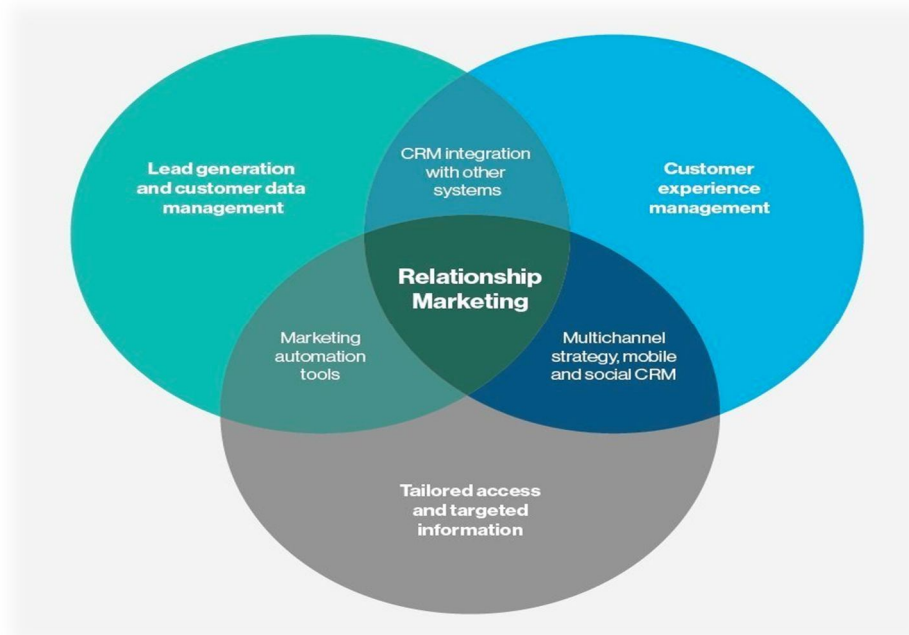 Lead generation
and customer data
management
CRM integration
with other
systems
Customer
experience
management
Relationship
Marketing
Marketing
automation
tools
Multichannel
strategy, mobile
and social CRM
Tailored access
and targeted
information